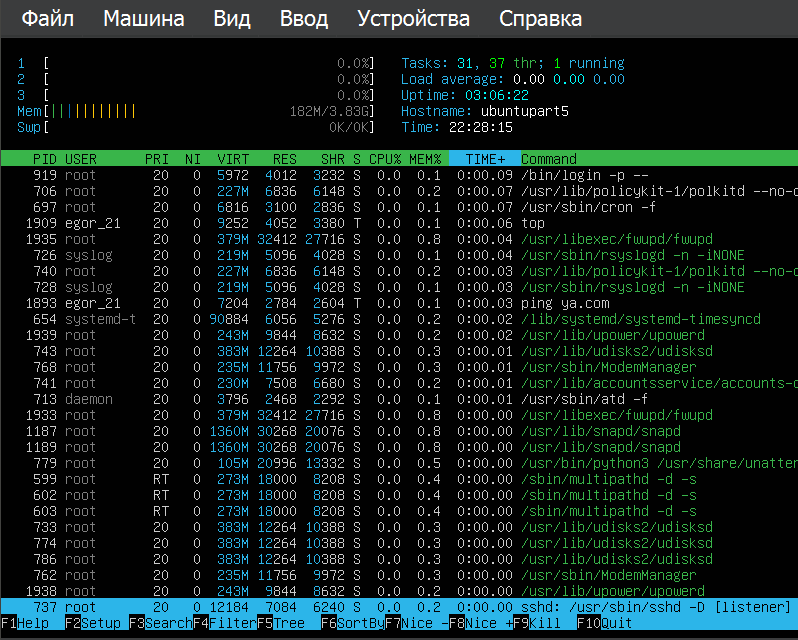 Файл Машина Вид Ввод Устройства Справка
1 [ 0.0%] Tasks: 31, 37 thr; 1 running
2 [ 0.0%] Load average: 0.00 0.00 0.00
3 [ 0.0%] Uptime: 03:06:22
Mem[||||||||||| 182M/3.83G] Hostname: ubuntupart5
Swp[ 0K/0K] Time: 22:28:15
PID USER PRI NI VIRT RES SHR S CPU% MEM% TIME+ Command
919 root 20 0 5972 4012 3232 S 0.0 0.1 0:00.09 /bin/login -p --
706 root 20 0 227M 6836 6148 S 0.0 0.2 0:00.07 /usr/lib/policykit-1/polkitd --no-d
697 root 20 0 6816 3100 2836 S 0.0 0.1 0:00.07 /usr/sbin/cron -f
1909 egor_21 20 0 9252 4052 3380 T 0.0 0.1 0:00.06 top
1935 root 20 0 379M 32412 27716 S 0.0 0.8 0:00.04 /usr/libexec/fwupd/fwupd
726 syslog 20 0 219M 5096 4028 S 0.0 0.1 0:00.04 /usr/sbin/rsyslogd -n -iNONE
740 root 20 0 227M 6836 6148 S 0.0 0.2 0:00.03 /usr/lib/policykit-1/polkitd --no-d
728 syslog 20 0 219M 5096 4028 S 0.0 0.1 0:00.03 /usr/sbin/rsyslogd -n -iNONE
1893 egor_21 20 0 7204 2784 2604 T 0.0 0.1 0:00.03 ping ya.com
654 systemd-t 20 0 90884 6056 5276 S 0.0 0.2 0:00.02 /lib/systemd/systemd-timesyncd
1939 root 20 0 243M 9844 8632 S 0.0 0.2 0:00.02 /usr/lib/upower/upowerd
743 root 20 0 383M 12264 10388 S 0.0 0.3 0:00.01 /usr/lib/udisks2/udisksd
768 root 20 0 235M 11756 9972 S 0.0 0.3 0:00.01 /usr/sbin/ModemManager
741 root 20 0 230M 7508 6680 S 0.0 0.2 0:00.01 /usr/lib/accountsservice/accounts-d
713 daemon 20 0 3796 2468 2292 S 0.0 0.1 0:00.01 /usr/sbin/atd -f
1933 root 20 0 379M 32412 27716 S 0.0 0.8 0:00.00 /usr/libexec/fwupd/fwupd
1187 root 20 0 1360M 30268 20076 S 0.0 0.8 0:00.00 /usr/lib/snapd/snapd
1189 root 20 0 1360M 30268 20076 S 0.0 0.8 0:00.00 /usr/lib/snapd/snapd
779 root 20 0 105M 20996 13332 S 0.0 0.5 0:00.00 /usr/bin/python3 /usr/share/unatten
599 root RT 0 273M 18000 8208 S 0.0 0.4 0:00.00 /sbin/multipathd -d -s
602 root RT 0 273M 18000 8208 S 0.0 0.4 0:00.00 /sbin/multipathd -d -s
603 root RT 0 273M 18000 8208 S 0.0 0.4 0:00.00 /sbin/multipathd -d -s
733 root 20 0 383M 12264 10388 S 0.0 0.3 0:00.00 /usr/lib/udisks2/udisksd
774 root 20 0 383M 12264 10388 S 0.0 0.3 0:00.00 /usr/lib/udisks2/udisksd
786 root 20 0 383M 12264 10388 S 0.0 0.3 0:00.00 /usr/lib/udisks2/udisksd
762 root 20 0 235M 11756 9972 S 0.0 0.3 0:00.00 /usr/sbin/ModemManager
1938 root 20 0 243M 9844 8632 S 0.0 0.2 0:00.00 /usr/lib/upower/upowerd
737 root 20 0 12184 7084 6240 S 0.0 0.2 0:00.00 sshd: /usr/sbin/sshd -D [listener]
F1Help F2Setup F3SearchF4FilterF5Tree F6SortByF7Nice -F8Nice +F9Kill F10Quit